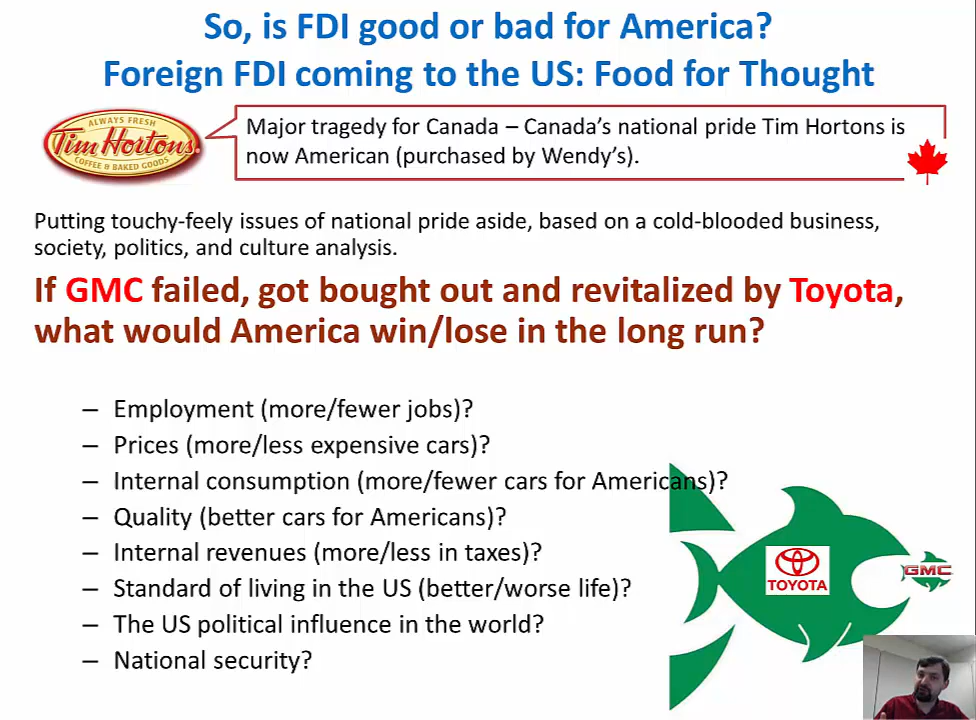 So, is FDI good or bad for America?
Foreign FDI coming to the US: Food for Thought
ALWAYS FRESH
Tim Hortons.
COFFEE & BAKED GOODS
Major tragedy for Canada – Canada's national pride Tim Hortons is
now American (purchased by Wendy's).
Putting touchy-feely issues of national pride aside, based on a cold-blooded business,
society, politics, and culture analysis.
If GMC failed, got bought out and revitalized by Toyota,
what would America win/lose in the long run?
– Employment (more/fewer jobs)?
– Prices (more/less expensive cars)?
– Internal consumption (more/fewer cars for Americans)?
– Quality (better cars for Americans)?
– Internal revenues (more/less in taxes)?
Standard of living in the US (better/worse life)?
– The US political influence in the world?
– National security?
TOYOTA
GMC